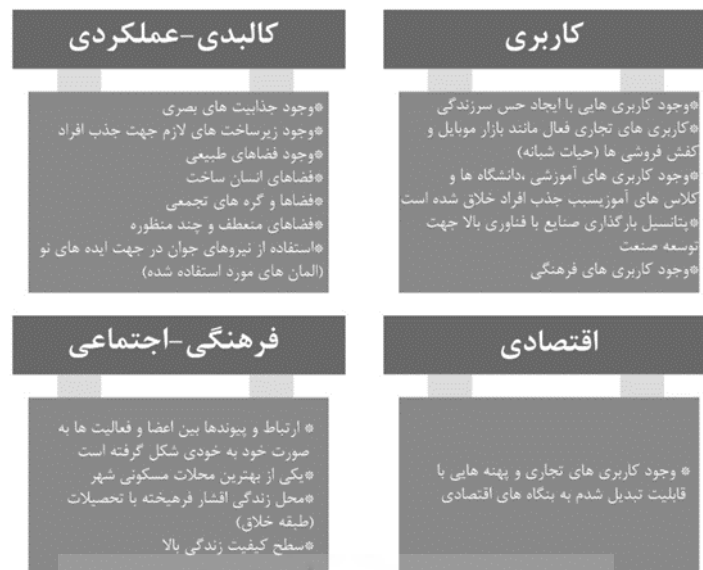 کاربری
*وجود کاربری هایی با ایجاد حس سرزندگی
*کاربری های تجاری فعال مانند بازار موبایل و
کفش فروشی ها (حیات شبانه)
*وجود کاربری های آموزشی ،دانشگاه ها و
کلاس های آموزیسبب جذب افراد خلاق شده است
*پتانسیل بارگذاری صنایع با فناوری بالا جهت
توسعه صنعت
*وجود کاربری های فرهنگی
کالبدی-عملکردی
*وجود جذابیت های بصری
*وجود زیرساخت های لازم جهت جذب افراد
*وجود فضاهای طبیعی
*فضاهای انسان ساخت
*فضاها و گره های تجمعی
*فضاهای منعطف و چند منظوره
*استفاده از نیروهای جوان در جهت ایده های نو
(المان های مورد استفاده شده)
اقتصادی
* وجود کاربری های تجاری و پهنه هایی با
قابلیت تبدیل شدم به بنگاه های اقتصادی
فرهنگی-اجتماعی
* ارتباط و پیوندها بین اعضا و فعالیت ها به
صورت خود به خودی شکل گرفته است
*یکی از بهترین محلات مسکونی شهر
*محل زندگی اقشار فرهیخته با تحصیلات
(طبقه خلاق)
*سطح کیفیت زندگی بالا